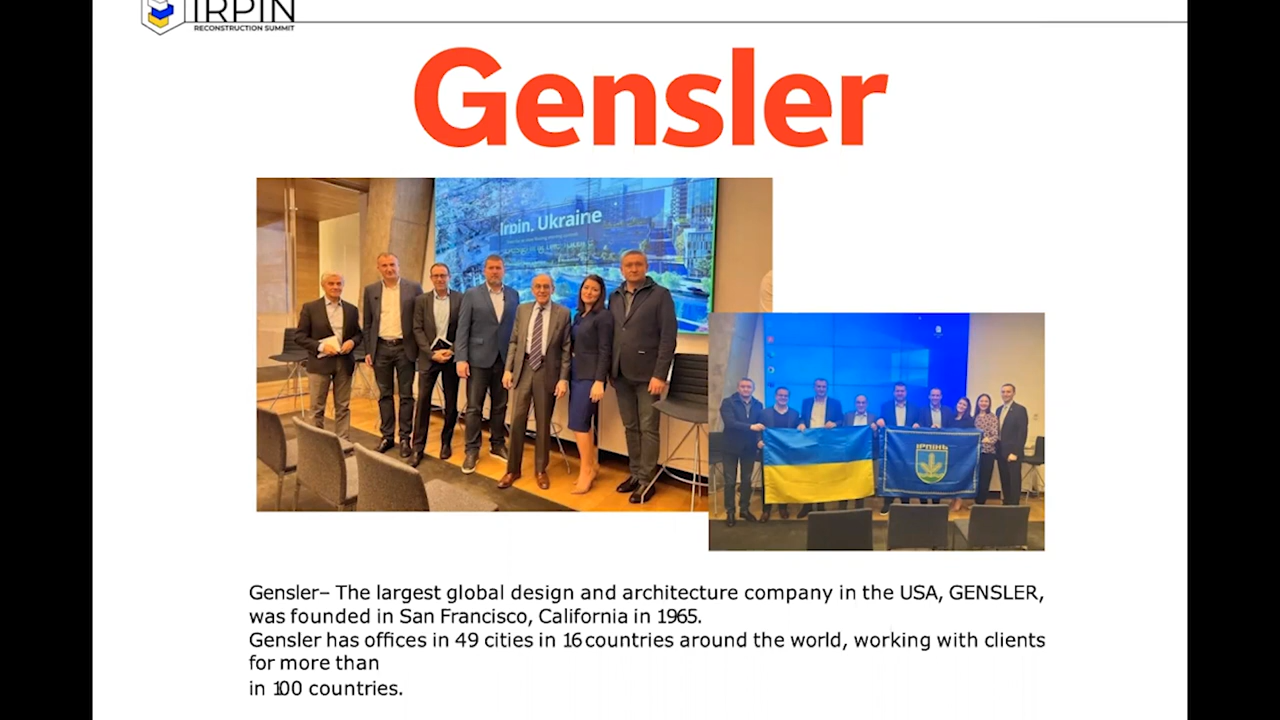 IRPIN
RECONSTRUCTION SUMMIT
Gensler
Irpin, Ukraine
ІРПІНЬ
Gensler– The largest global design and architecture company in the USA, GENSLER,
was founded in San Francisco, California in 1965.
Gensler has offices in 49 cities in 16 countries around the world, working with clients
for more than
in 100 countries.